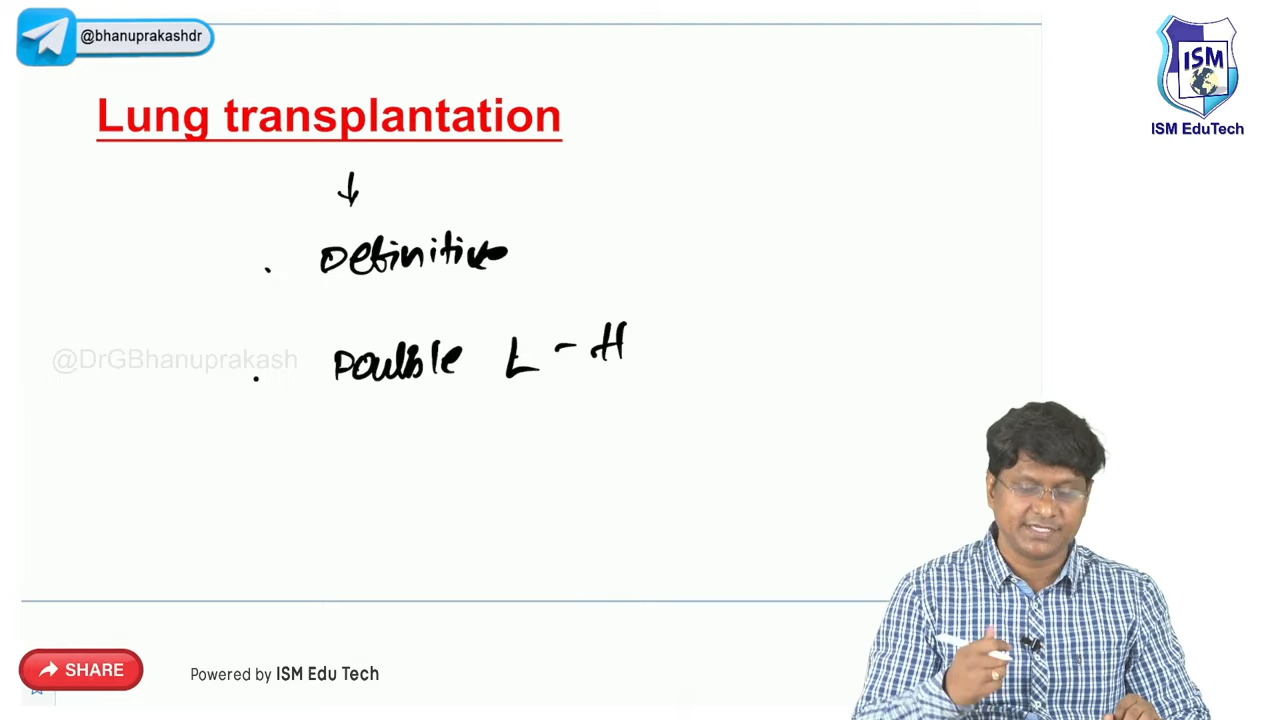 @bhanuprakashdr
ISM
ISM EduTech
Lung transplantation
Definitive
@DrGBhanuprakash
Double L - H
SHARE
Powered by ISM Edu Tech